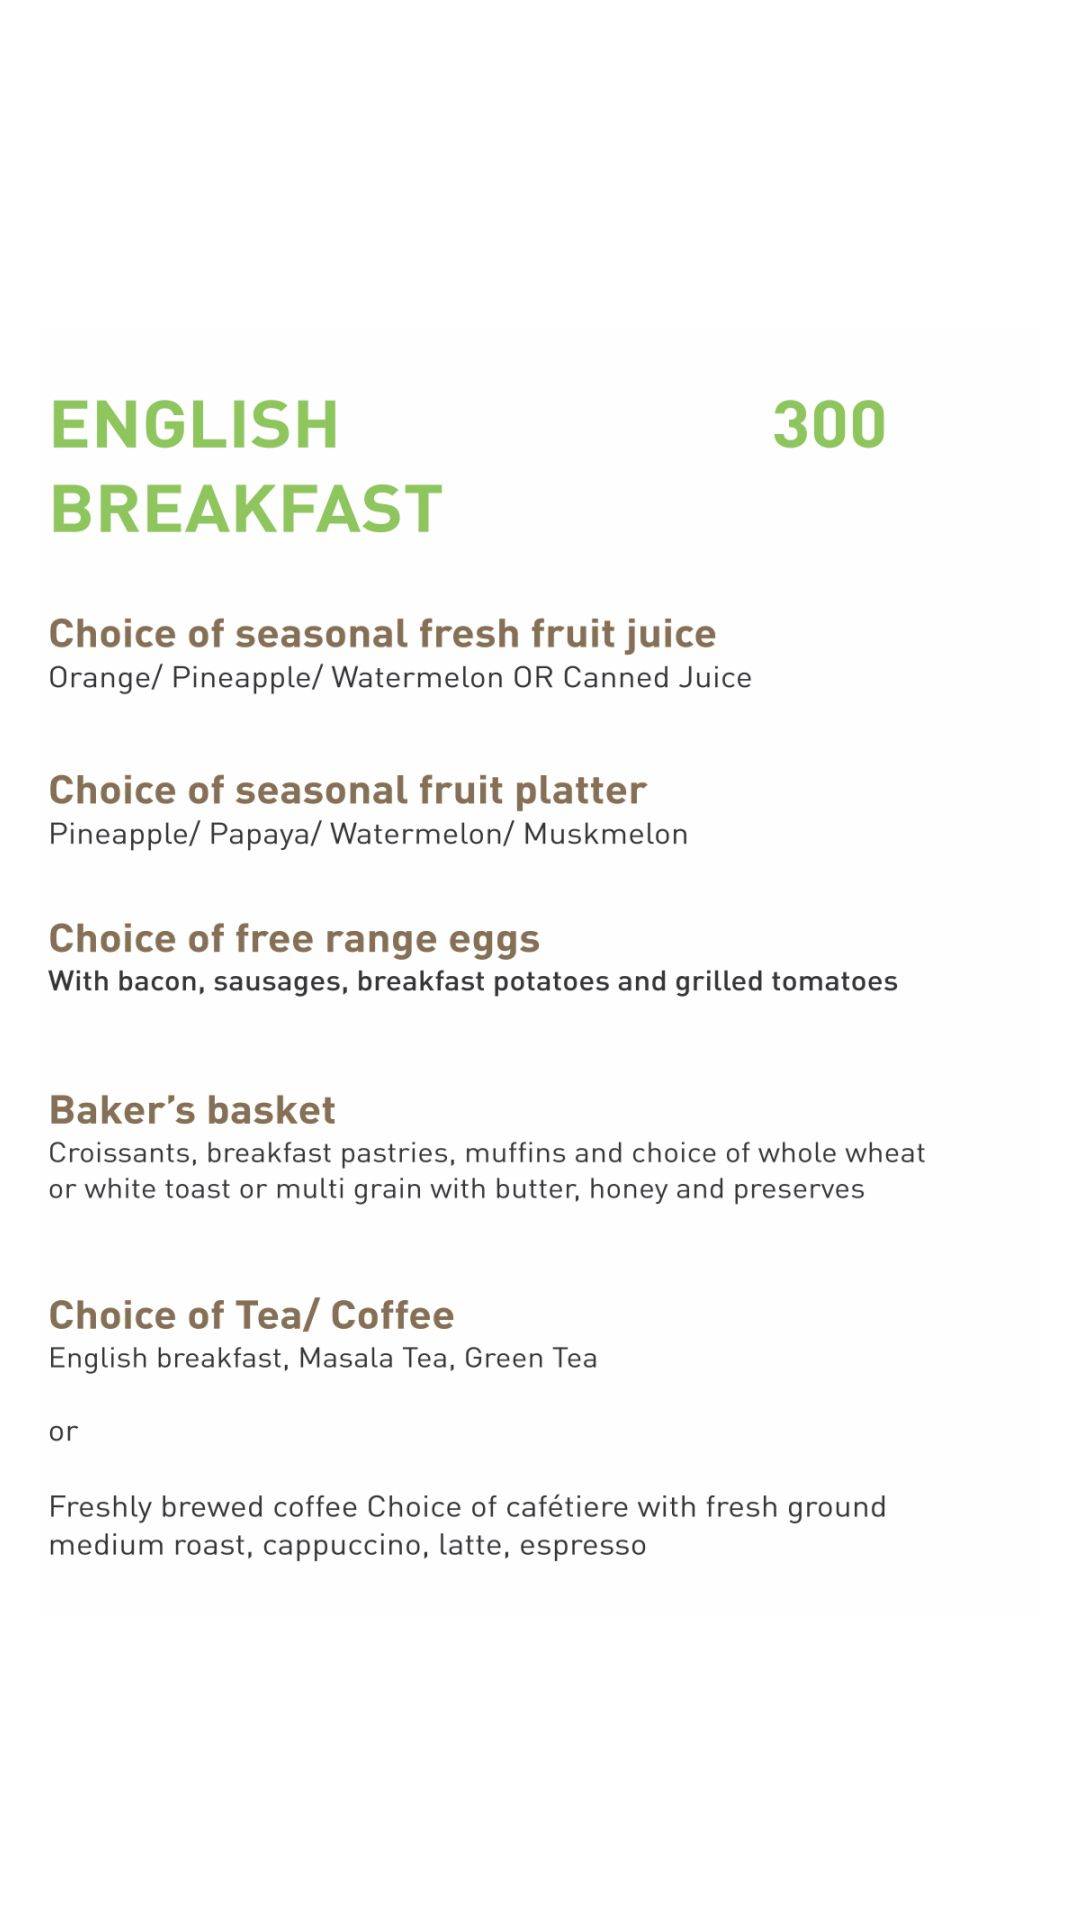 ENGLISH 300
BREAKFAST
Choice of seasonal fresh fruit juice
Orange/ Pineapple/ Watermelon OR Canned Juice
Choice of seasonal fruit platter
Pineapple/ Papaya/ Watermelon/ Muskmelon
Choice of free range eggs
With bacon, sausages, breakfast potatoes and grilled tomatoes
Baker’s basket
Croissants, breakfast pastries, muffins and choice of whole wheat
or white toast or multi grain with butter, honey and preserves
Choice of Tea/ Coffee
English breakfast, Masala Tea, Green Tea
or
Freshly brewed coffee Choice of cafétiere with fresh ground
medium roast, cappuccino, latte, espresso